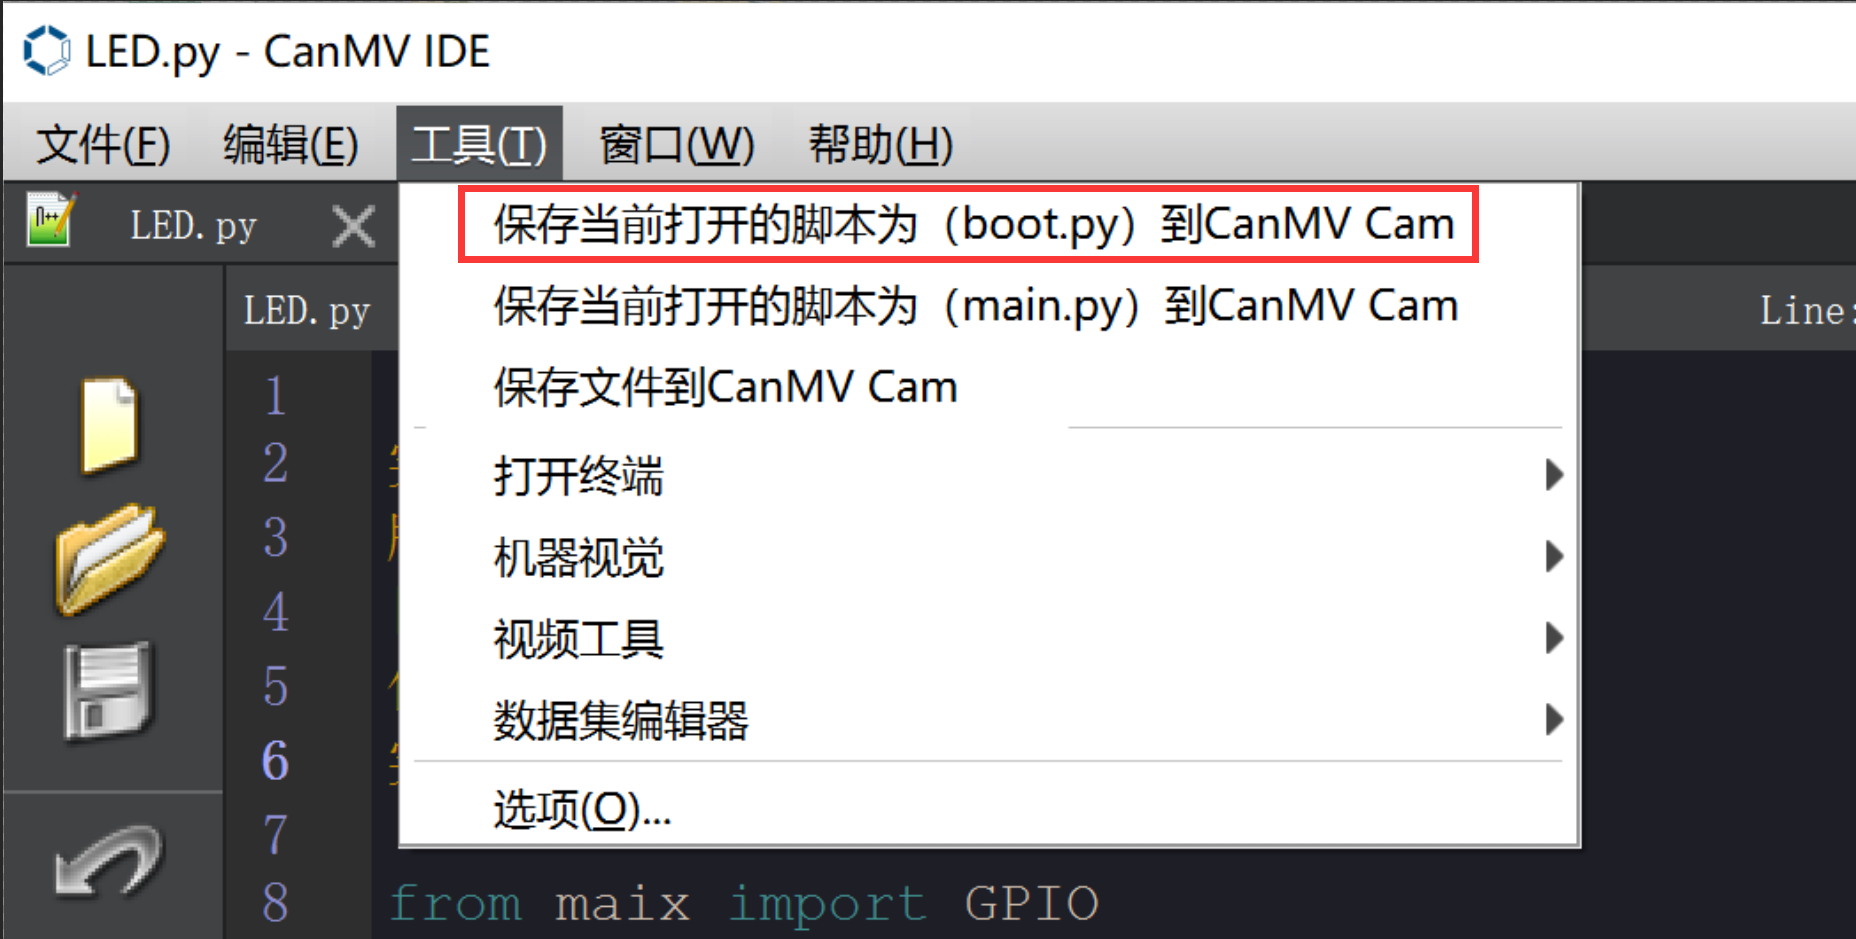 LED.py - CanMV IDE
文件(F) 编辑(E) 工具(T) 窗口(W) 帮助(H)
LED.py
保存当前打开的脚本为（boot.py）到CanMV Cam
LED.py
保存当前打开的脚本为（main.py）到CanMV Cam
Line:
保存文件到CanMV Cam
打开终端
机器视觉
视频工具
数据集编辑器
选项(O)...
1
2
3
4
5
6
7
8 from maix import GPIO